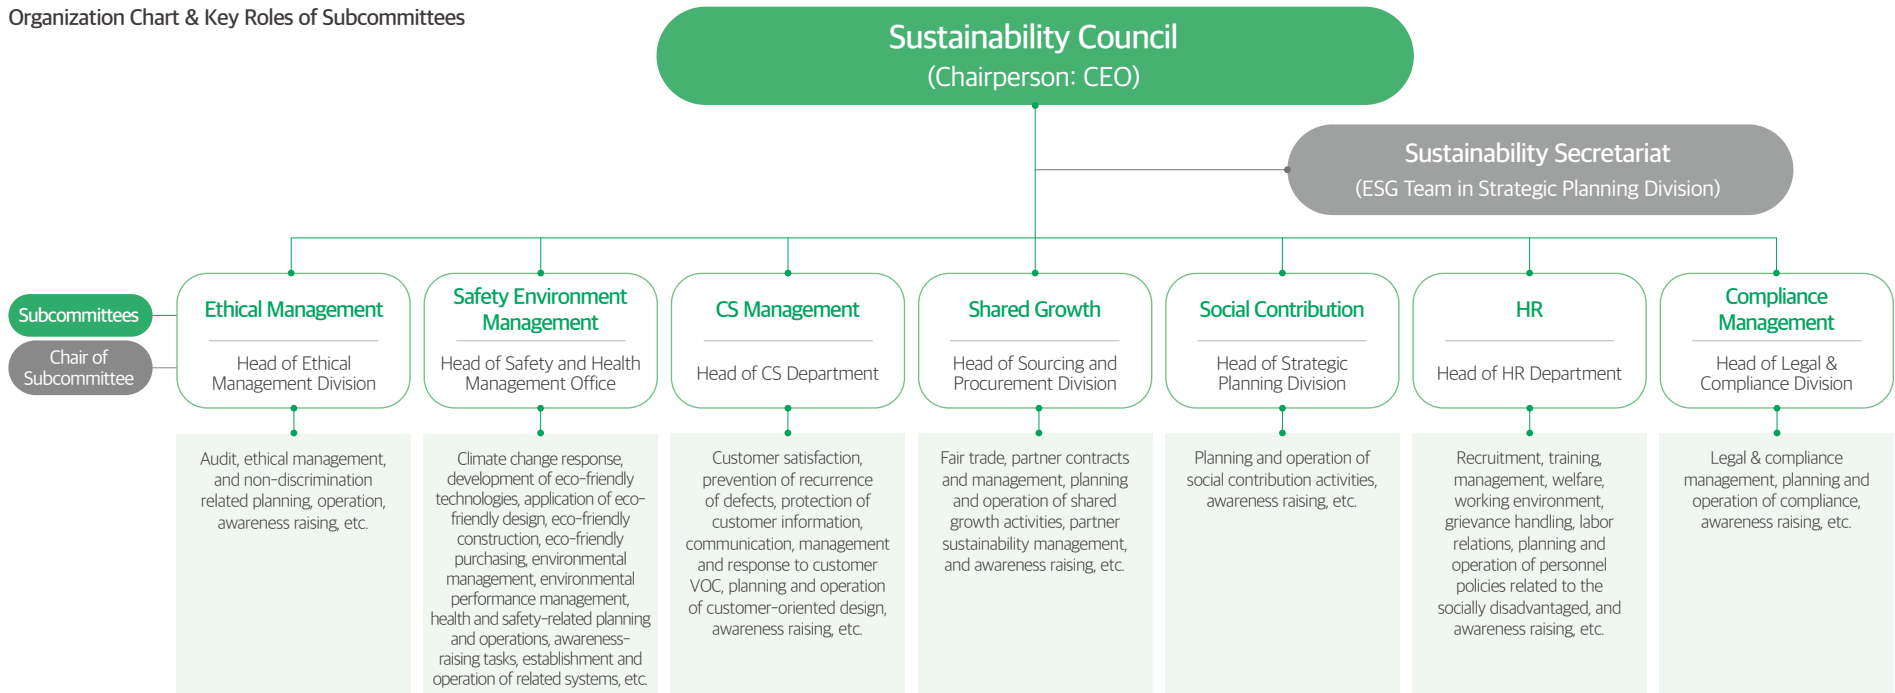 Organization Chart & Key Roles of Subcommittees
Sustainability Council
(Chairperson: CEO)
Sustainability Secretariat
(ESG Team in Strategic Planning Division)
Subcommittees
Chair of
Subcommittee
Ethical Management
Head of Ethical
Management Division
Audit, ethical management,
and non-discrimination
related planning, operation,
awareness raising, etc.
Safety Environment
Management
Head of Safety and Health
Management Office
Climate change response,
development of eco-friendly
technologies, application of eco-
friendly design, eco-friendly
construction, eco-friendly
purchasing, environmental
management, environmental
performance management,
health and safety-related planning
and operations, awareness-
raising tasks, establishment and
operation of related systems, etc.
CS Management
Head of CS Department
Customer satisfaction,
prevention of recurrence
of defects, protection of
customer information,
communication, management
and response to customer
VOC, planning and operation
of customer-oriented design,
awareness raising, etc.
Shared Growth
Head of Sourcing and
Procurement Division
Fair trade, partner contracts
and management, planning
and operation of shared
growth activities, partner
sustainability management,
and awareness raising, etc.
Social Contribution
Head of Strategic
Planning Division
Planning and operation of
social contribution activities,
awareness raising, etc.
HR
Head of HR Department
Recruitment, training,
management, welfare,
working environment,
grievance handling, labor
relations, planning and
operation of personnel
policies related to the
socially disadvantaged, and
awareness raising, etc.
Compliance
Management
Head of Legal &
Compliance Division
Legal & compliance
management, planning and
operation of compliance,
awareness raising, etc.